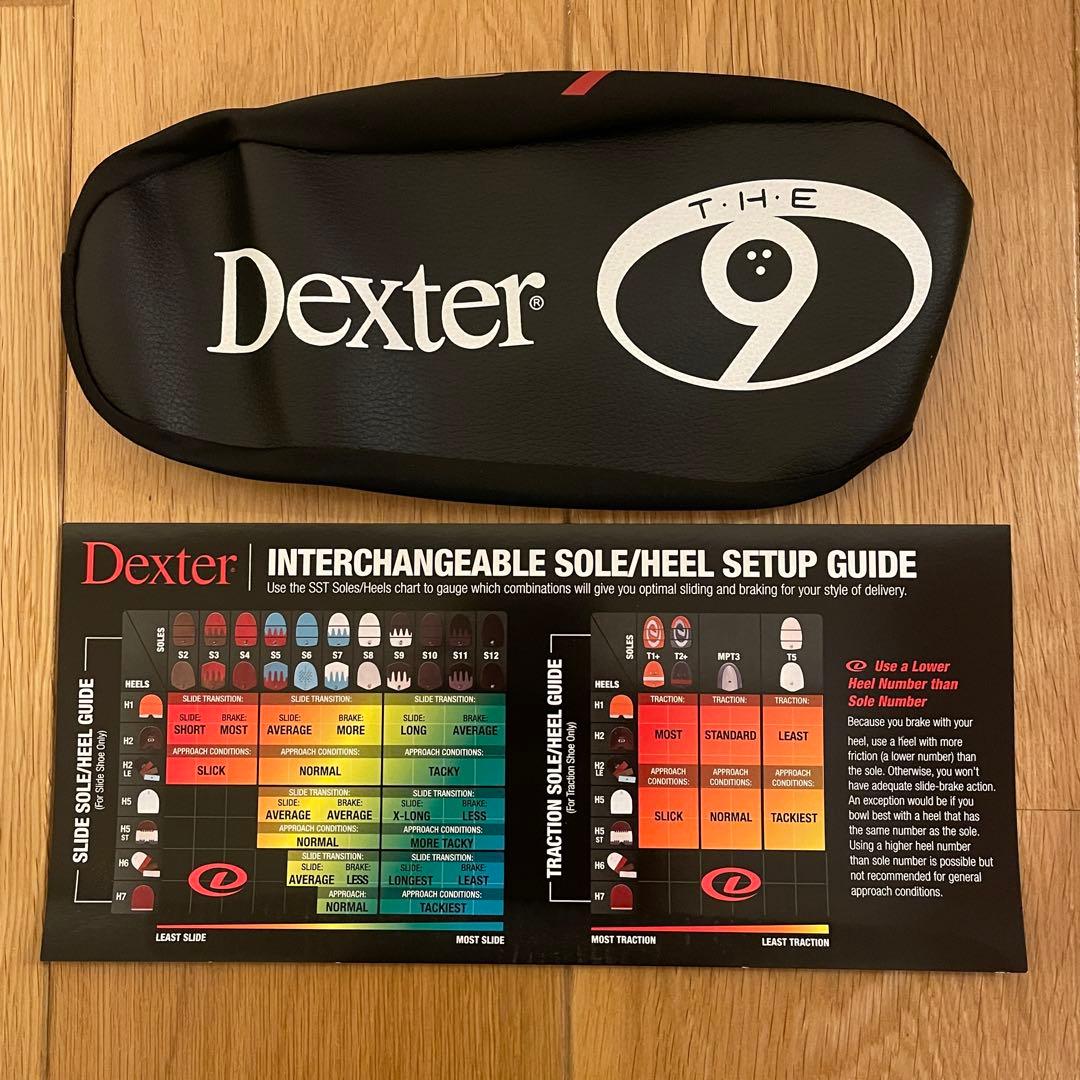 T·H·E
9
Dexter®
Dexter
INTERCHANGEABLE SOLE/HEEL SETUP GUIDE
Use the SST Soles/Heels chart to gauge which combinations will give you optimal sliding and braking for your style of delivery.
SLIDE SOLE/HEEL GUIDE
(For Slide Shoe Only)
SOLES
S2 S3 S4 S5 S6 S7 S8 S9 S10 S11 S12
HEELS
H1
H2
H2 LE
H5
H5 ST
H6
H7
SLIDE TRANSITION: SLIDE TRANSITION: SLIDE TRANSITION:
SLIDE: BRAKE: SLIDE: BRAKE: SLIDE: BRAKE:
SHORT MOST AVERAGE MORE LONG AVERAGE
APPROACH CONDITIONS: APPROACH CONDITIONS: APPROACH CONDITIONS:
SLICK NORMAL TACKY
SLIDE TRANSITION: SLIDE TRANSITION:
SLIDE: BRAKE: SLIDE: BRAKE:
AVERAGE AVERAGE X-LONG LESS
APPROACH CONDITIONS: APPROACH CONDITIONS:
NORMAL MORE TACKY
SLIDE TRANSITION: SLIDE TRANSITION:
SLIDE: BRAKE: SLIDE: BRAKE:
AVERAGE LESS LONGEST LEAST
APPROACH: APPROACH CONDITIONS:
NORMAL TACKIEST
LEAST SLIDE MOST SLIDE
TRACTION SOLE/HEEL GUIDE
(For Traction Shoe Only)
SOLES
T1+ T2+ MPT3 T5
HEELS
H1
H2
H2 LE
H5
H5 ST
H6
H7
TRACTION: TRACTION: TRACTION:
MOST STANDARD LEAST
APPROACH CONDITIONS: APPROACH CONDITIONS: APPROACH CONDITIONS:
SLICK NORMAL TACKIEST
MOST TRACTION LEAST TRACTION
Use a Lower
Heel Number than
Sole Number
Because you brake with your
heel, use a heel with more
friction (a lower number) than
the sole. Otherwise, you won't
have adequate slide-brake action.
An exception would be if you
bowl best with a heel that has
the same number as the sole.
Using a higher heel number
than sole number is possible but
not recommended for general
approach conditions.